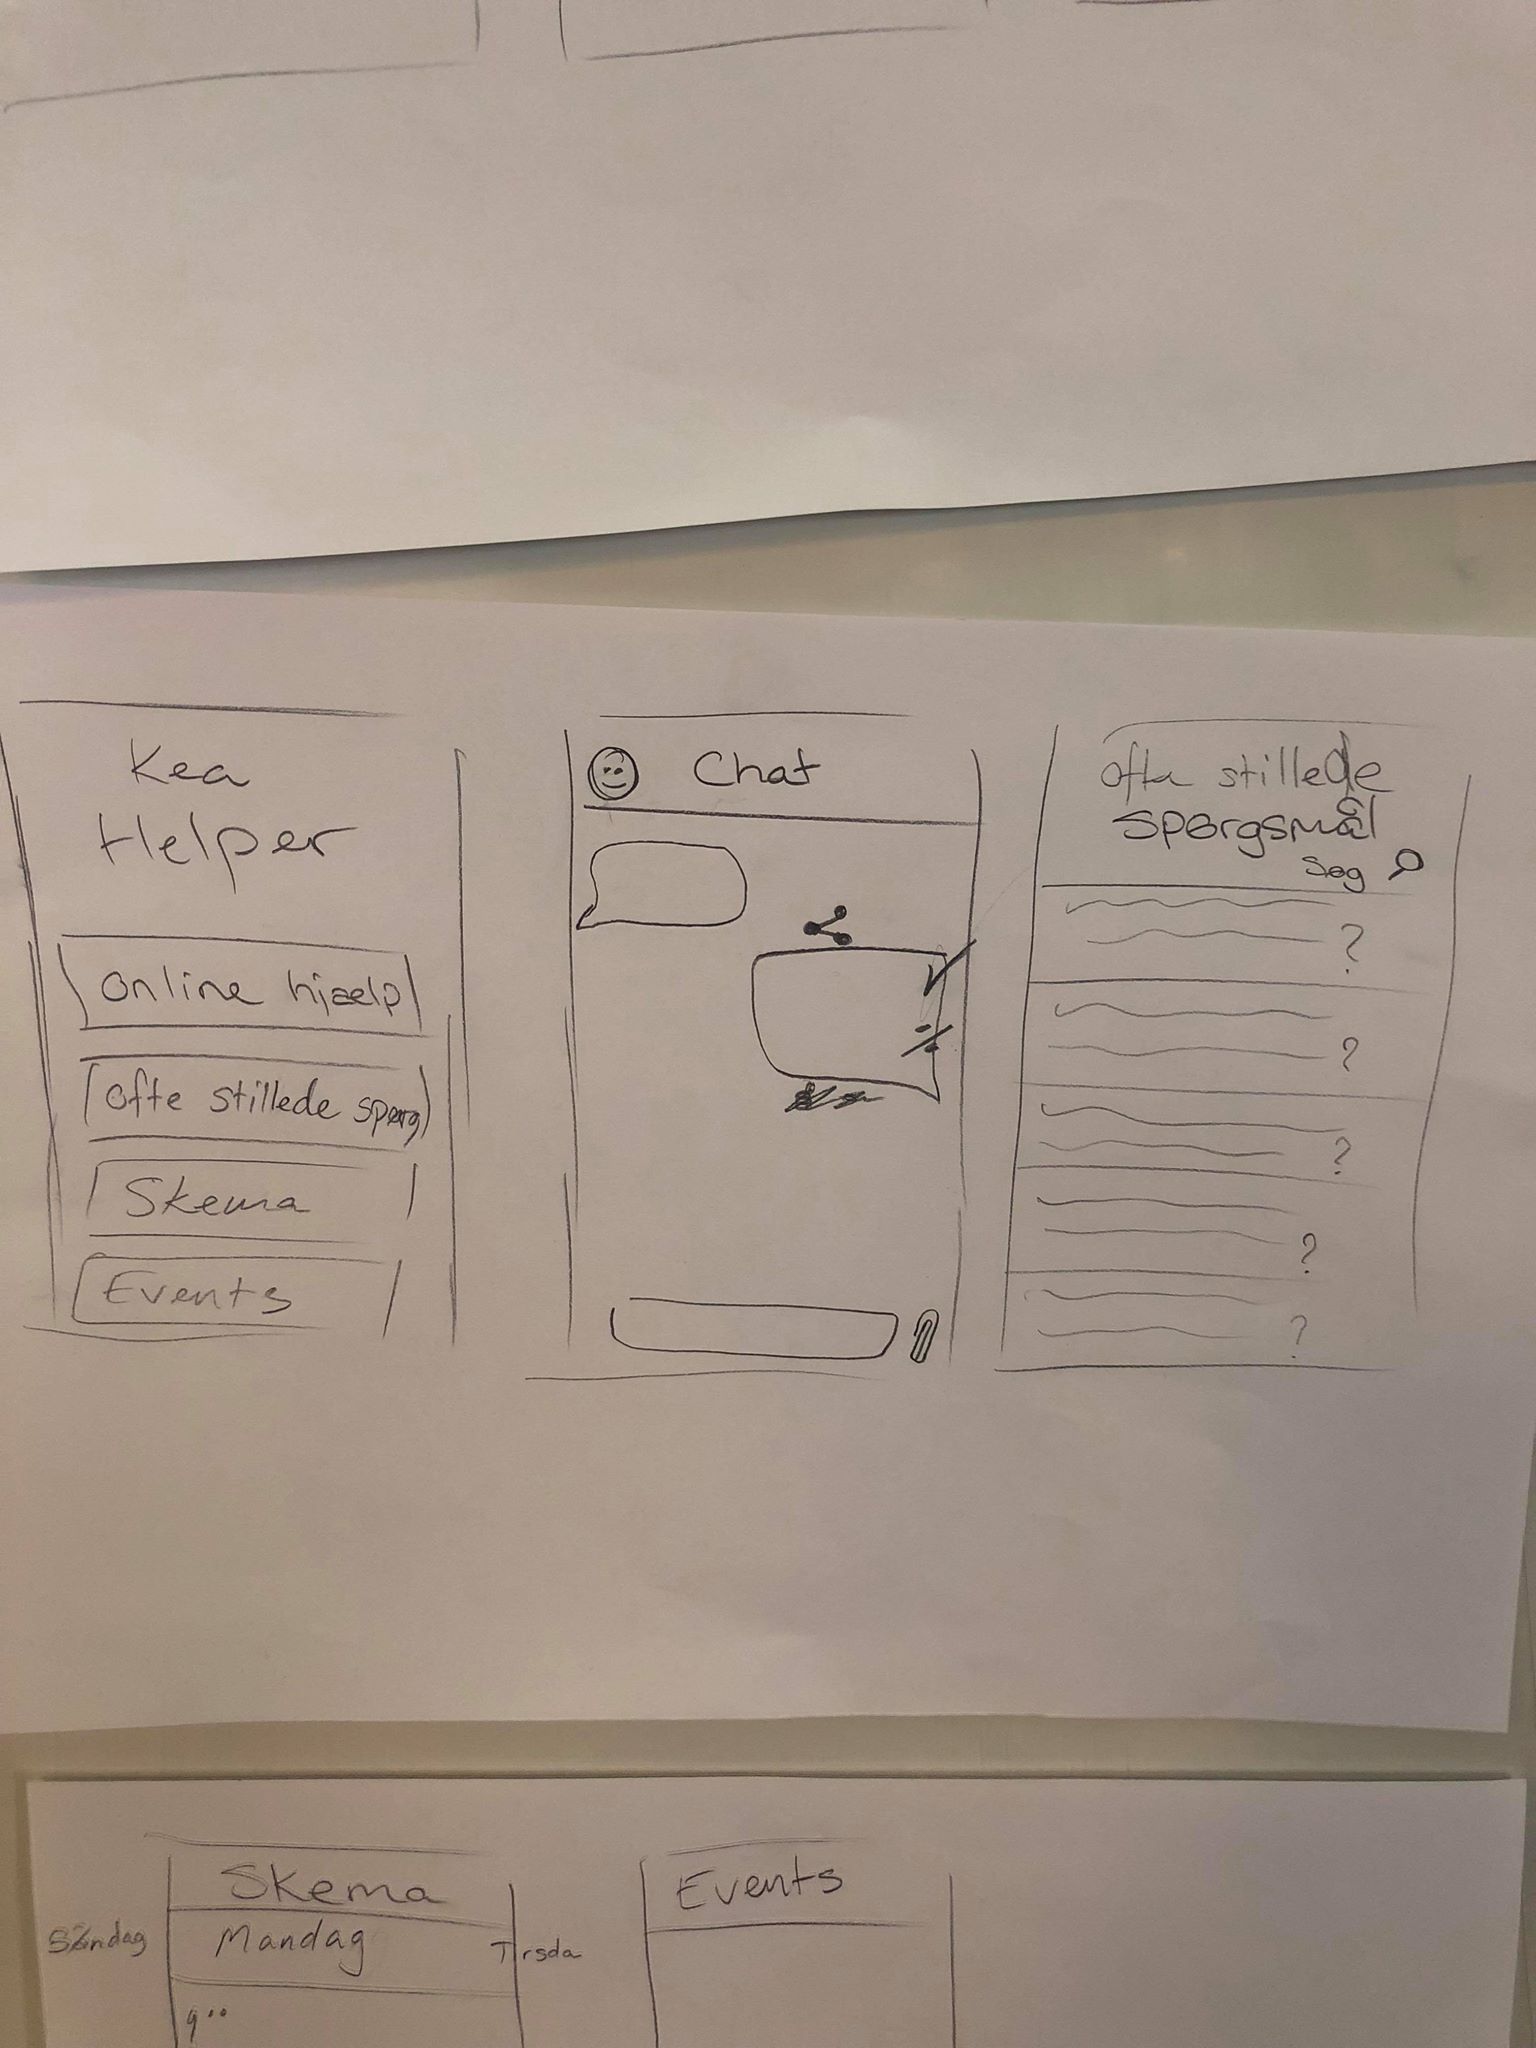 Kea
Helper
Online hjælp
Ofte stillede spørg
Skema
Events
Chat
Ofte stillede
spørgsmål
Søg
?
?
?
?
?
Skema
Søndag
Mandag
Tirsda
9⁰⁰
Events